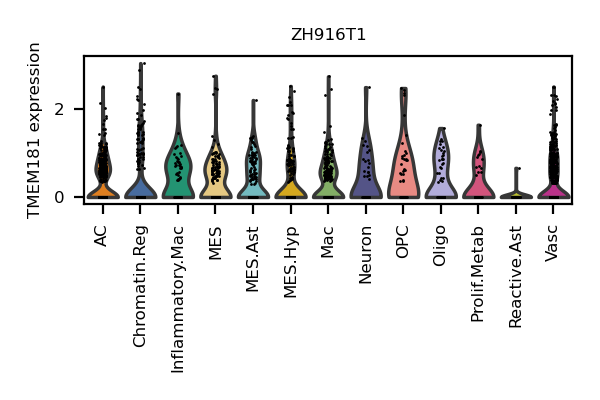 ZH916T1
TMEM181 expression
2
0
AC
Chromatin.Reg
Inflammatory.Mac
MES
MES.Ast
MES.Hyp
Mac
Neuron
OPC
Oligo
Prolif.Metab
Reactive.Ast
Vasc